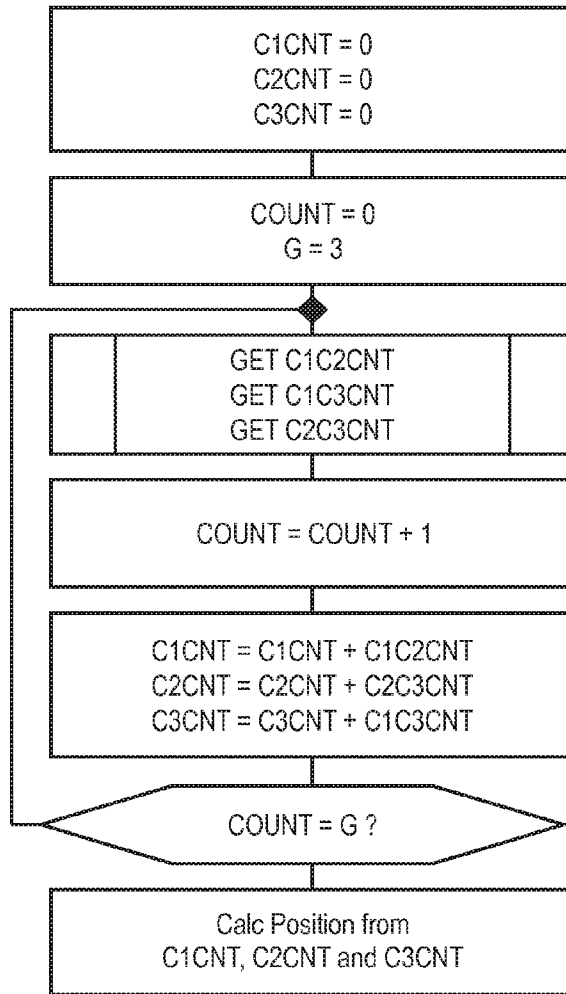 C1CNT = 0
C2CNT = 0
C3CNT = 0
COUNT = 0
G = 3
GET C1C2CNT
GET C1C3CNT
GET C2C3CNT
COUNT = COUNT + 1
C1CNT = C1CNT + C1C2CNT
C2CNT = C2CNT + C2C3CNT
C3CNT = C3CNT + C1C3CNT
COUNT = G ?
Calc Position from
C1CNT, C2CNT and C3CNT